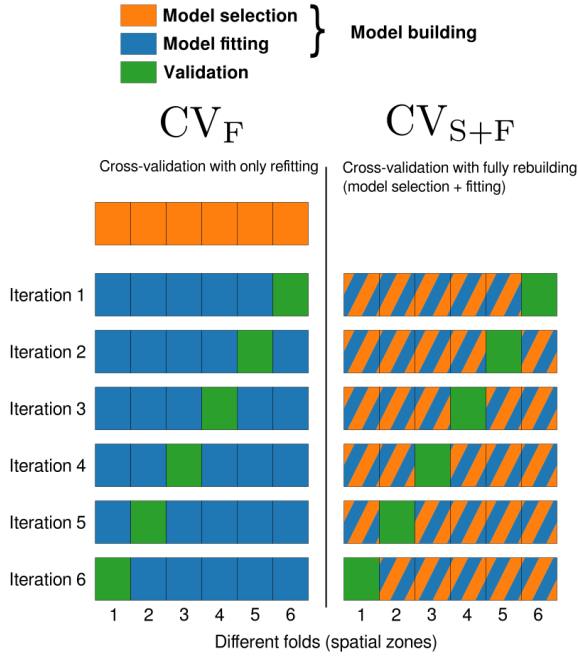 Model selection
Model fitting
Validation
} Model building
CV_F
Cross-validation with only refitting
CV_{S+F}
Cross-validation with fully rebuilding
(model selection + fitting)
Iteration 1
Iteration 2
Iteration 3
Iteration 4
Iteration 5
Iteration 6
1 2 3 4 5 6
1 2 3 4 5 6
Different folds (spatial zones)